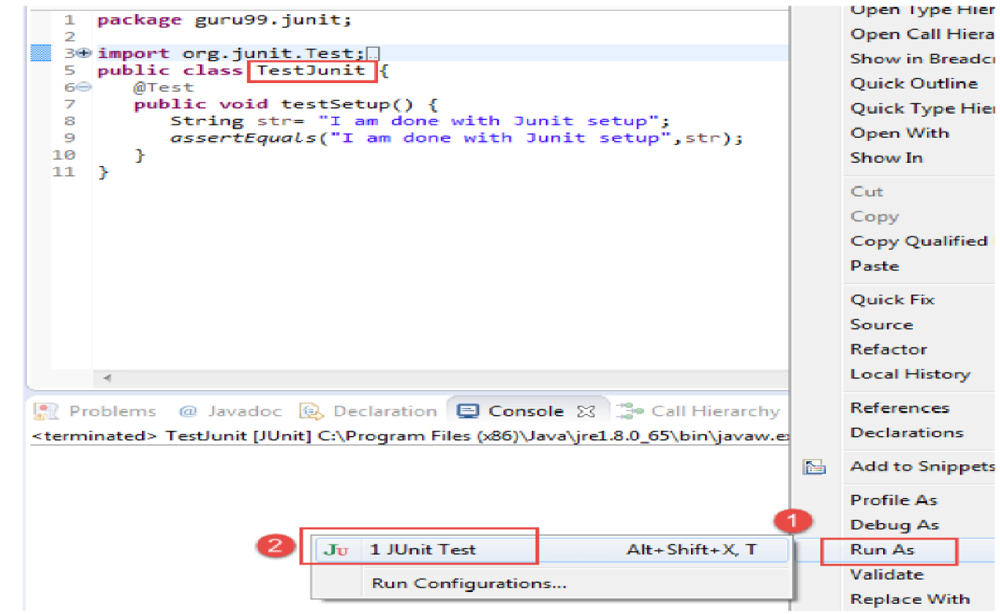 1 package guru99.junit;
2
3 import org.junit.Test;
5 public class TestJunit {
6 @Test
7 public void testSetup() {
8 String str= "I am done with Junit setup";
9 assertEquals("I am done with Junit setup",str);
10 }
11 }
Problems @ Javadoc Declaration Console Call Hierarchy
<terminated> TestJunit [JUnit] C:\Program Files (x86)\Java\jre1.8.0_65\bin\javaw.e
2 JU 1 JUnit Test Alt+Shift+X, T
Run Configurations...
Open Type Hier
Open Call Hiera
Show in Breadc
Quick Outline
Quick Type Hie
Open With
Show In
Cut
Copy
Copy Qualified
Paste
Quick Fix
Source
Refactor
Local History
References
Declarations
Add to Snippets
Profile As
1 Debug As
Run As
Validate
Replace With